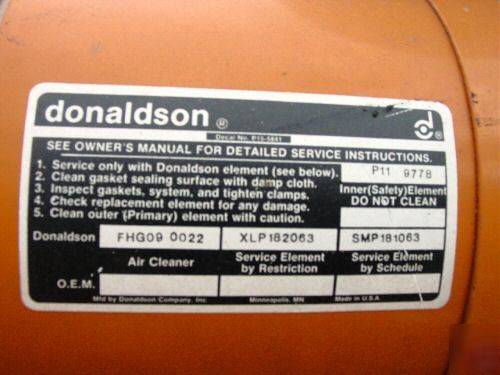 donaldson ®
Decal No. P15-5841
SEE OWNER'S MANUAL FOR DETAILED SERVICE INSTRUCTIONS.
1. Service only with Donaldson element (see below).
2. Clean gasket sealing surface with damp cloth.
3. Inspect gaskets, system, and tighten clamps.
4. Check replacement element for any damage.
5. Clean outer (Primary) element with caution.
P11 9778
Inner(Safety)Element
DO NOT CLEAN
Donaldson FHG09 0022 XLP182063 SMP181063
Air Cleaner Service Element by Restriction Service Element by Schedule
O.E.M.
Mfd by Donaldson Company, Inc. Minneapolis, MN Made in U.S.A.